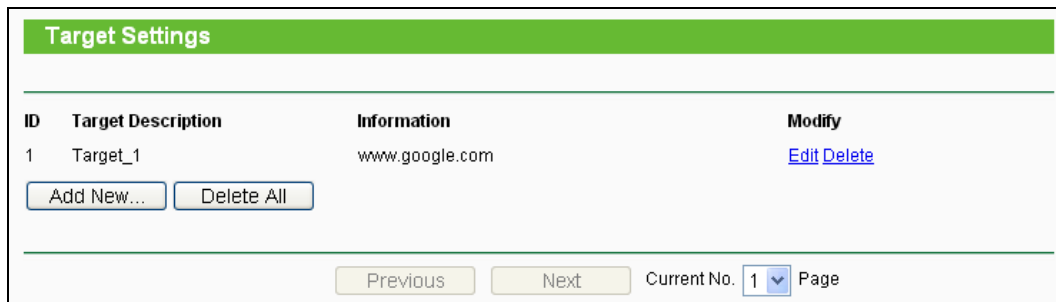 Target Settings
ID Target Description Information Modify
1 Target_1 www.google.com Edit Delete
Add New... Delete All
Previous Next Current No. 1 Page